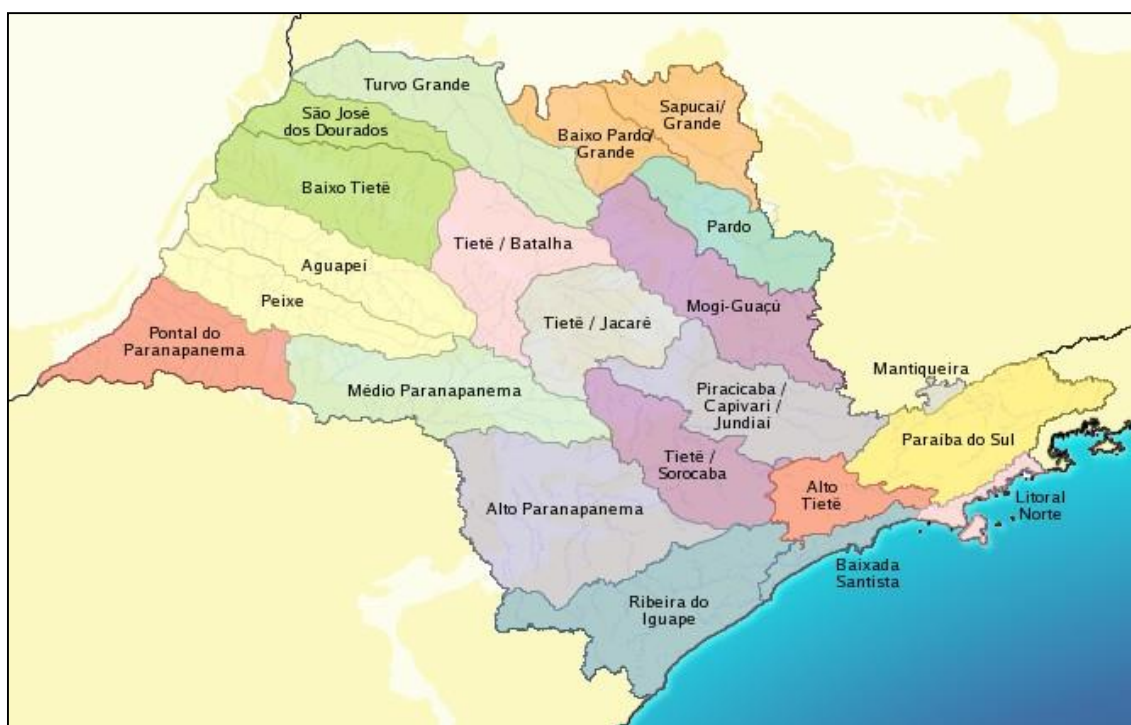 Turvo Grande
São José
dos Dourados
Baixo Tietê
Sapucaí/
Grande
Baixo Pardo/
Grande
Pardo
Tietê / Batalha
Aguapeí
Peixe
Pontal do
Paranapanema
Mogi-Guaçú
Tietê / Jacaré
Médio Paranapanema
Piracicaba /
Capivari /
Jundiaí
Mantiqueira
Paraíba do Sul
Tietê /
Sorocaba
Alto
Tietê
Litoral
Norte
Alto Paranapanema
Baixada
Santista
Ribeira do
Iguape